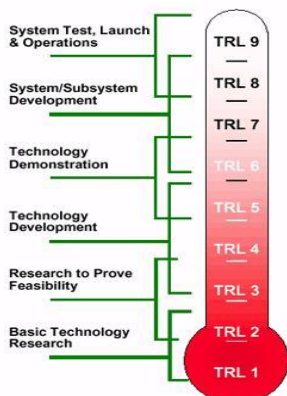 System Test, Launch
& Operations
System/Subsystem
Development
Technology
Demonstration
Technology
Development
Research to Prove
Feasibility
Basic Technology
Research
TRL 9
TRL 8
TRL 7
TRL 6
TRL 5
TRL 4
TRL 3
TRL 2
TRL 1